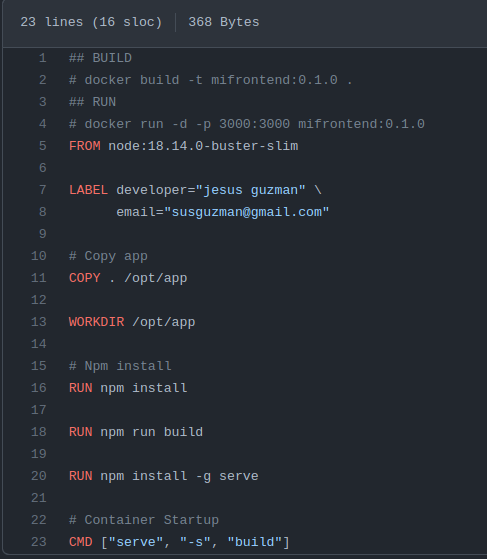 23 lines (16 sloc) 368 Bytes
1 ## BUILD
2 # docker build -t mifrontend:0.1.0 .
3 ## RUN
4 # docker run -d -p 3000:3000 mifrontend:0.1.0
5 FROM node:18.14.0-buster-slim
6
7 LABEL developer="jesus guzman" \
8       email="susguzman@gmail.com"
9
10 # Copy app
11 COPY . /opt/app
12
13 WORKDIR /opt/app
14
15 # Npm install
16 RUN npm install
17
18 RUN npm run build
19
20 RUN npm install -g serve
21
22 # Container Startup
23 CMD ["serve", "-s", "build"]